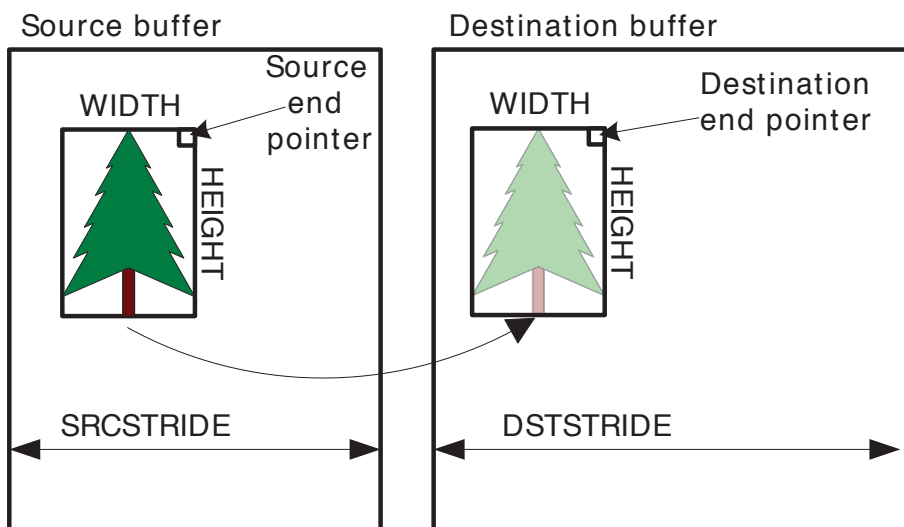 Source buffer
Source
end
pointer
WIDTH
HEIGHT
SRCSTRIDE
Destination buffer
Destination
end pointer
WIDTH
HEIGHT
DSTSTRIDE